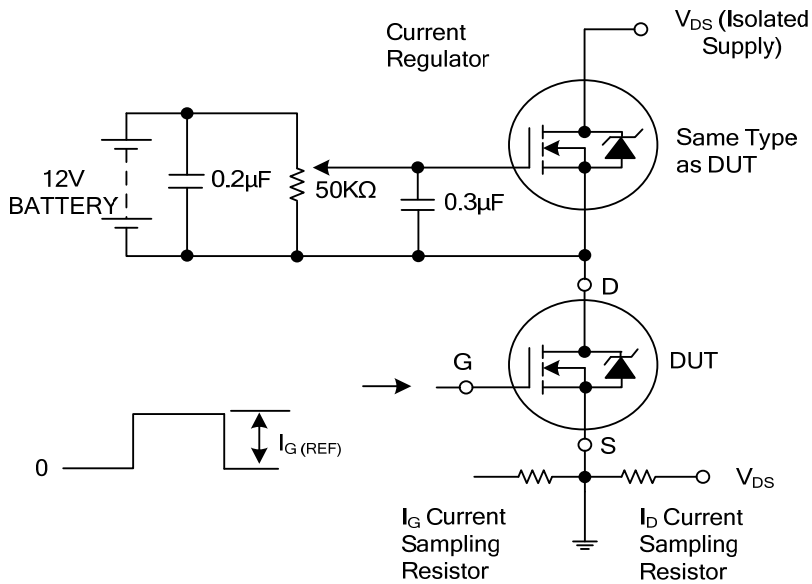 Current
Regulator
V_DS (Isolated
Supply)
12V
BATTERY
0.2µF
50KΩ
0.3µF
Same Type
as DUT
D
G
DUT
0
I_G (REF)
S
V_DS
I_G Current
Sampling
Resistor
I_D Current
Sampling
Resistor